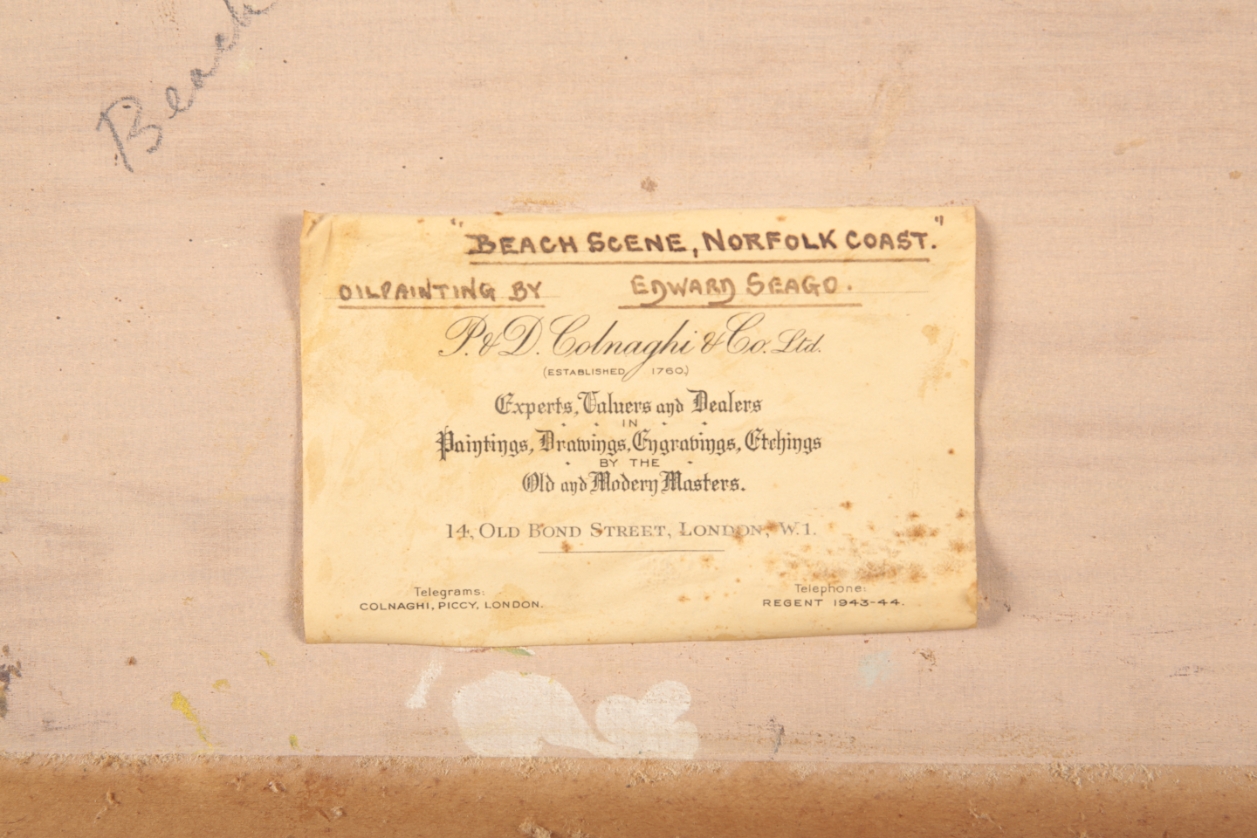 Beach
"BEACH SCENE, NORFOLK COAST."
OILPAINTING BY EDWARD SEAGO.
P. & D. Colnaghi & Co. Ltd.
(ESTABLISHED 1760.)
Experts, Valuers and Dealers
IN
Paintings, Drawings, Engravings, Etchings
BY THE
Old and Modern Masters.
14, OLD BOND STREET, LONDON, W.1.
Telegrams:
COLNAGHI, PICCY, LONDON.
Telephone:
REGENT 1943-44.